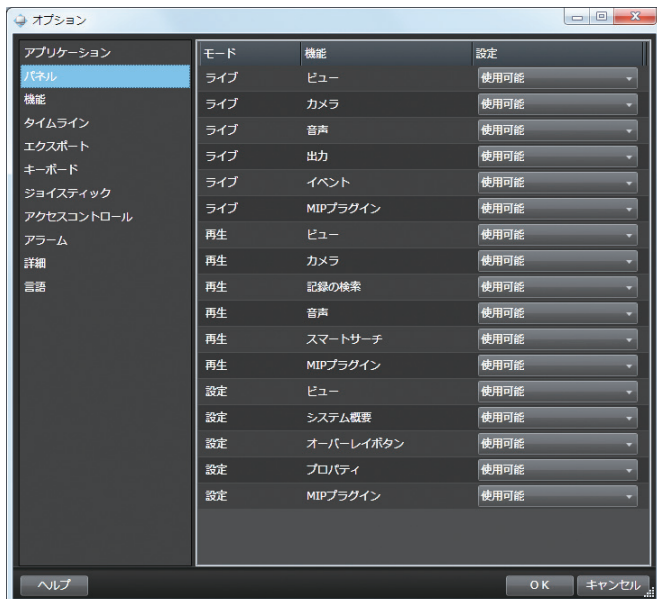 オプション
アプリケーション
パネル
機能
タイムライン
エクスポート
キーボード
ジョイスティック
アクセスコントロール
アラーム
詳細
言語
モード 機能 設定
ライブ ビュー 使用可能
ライブ カメラ 使用可能
ライブ 音声 使用可能
ライブ 出力 使用可能
ライブ イベント 使用可能
ライブ MIPプラグイン 使用可能
再生 ビュー 使用可能
再生 カメラ 使用可能
再生 記録の検索 使用可能
再生 音声 使用可能
再生 スマートサーチ 使用可能
再生 MIPプラグイン 使用可能
設定 ビュー 使用可能
設定 システム概要 使用可能
設定 オーバーレイボタン 使用可能
設定 プロパティ 使用可能
設定 MIPプラグイン 使用可能
ヘルプ OK キャンセル